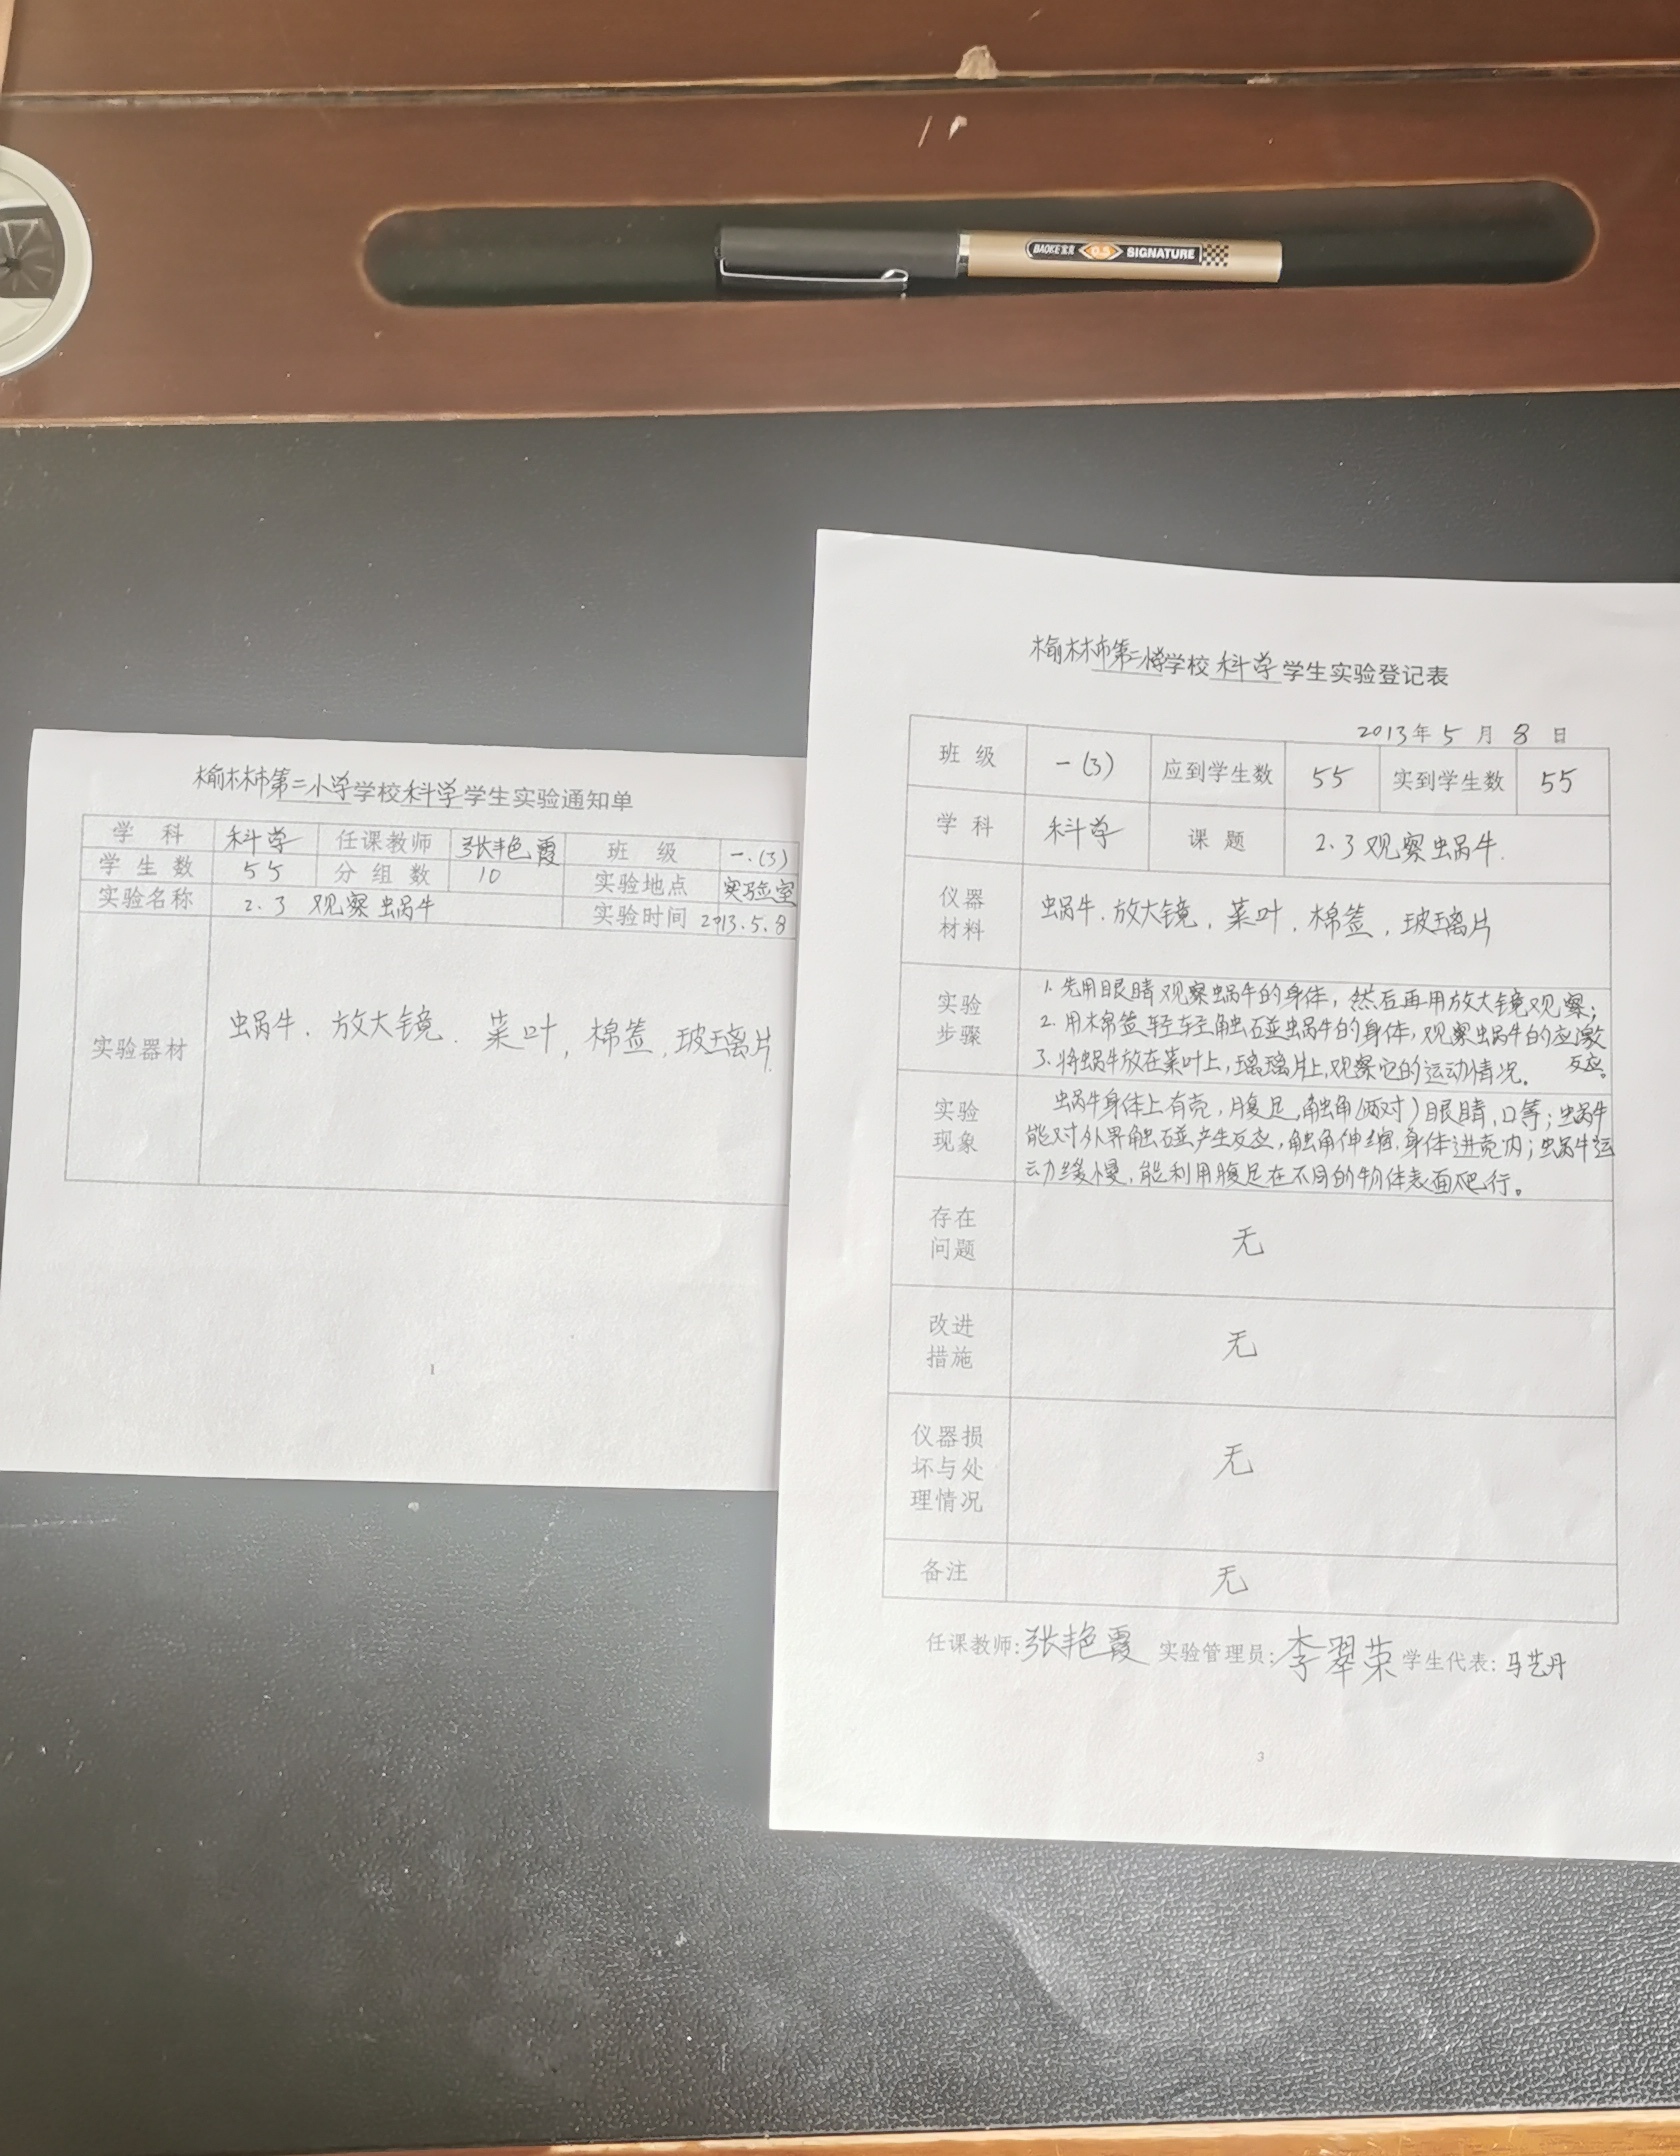 BAOKE宝克 0.5 SIGNATURE
榆林市第二小学学校科学学生实验通知单
学 科 科学 任课教师 张艳霞 班 级 一.(3)
学 生 数 55 分 组 数 10 实验地点 实验室
实验名称 2.3 观察蜗牛 实验时间 2013.5.8
实验器材 蜗牛. 放大镜. 菜叶, 棉签, 玻璃片.
1
榆林市第二小学学校科学学生实验登记表
2013年 5 月 8 日
班 级 一(3) 应到学生数 55 实到学生数 55
学 科 科学 课 题 2.3 观察蜗牛.
仪器
材料
蜗牛. 放大镜, 菜叶. 棉签, 玻璃片
实验
步骤
1. 先用眼睛观察蜗牛的身体, 然后再用放大镜观察;
2. 用棉签轻轻触碰蜗牛的身体, 观察蜗牛的应激
反应。
3. 将蜗牛放在菜叶上, 璃璃片上, 观察它的运动情况.
实验
现象
蜗牛身体上有壳, 腹足, 触角(两对) 眼睛, 口等; 蜗牛
能对外界触碰产生反应, 触角伸缩. 身体进壳内; 蜗牛运
动缓慢, 能利用腹足在不同的物体表面爬行。
存在
问题
无
改进
措施
无
仪器损
坏与处
理情况
无
备注 无
任课教师: 张艳霞 实验管理员: 李翠荣 学生代表: 马艺丹
3